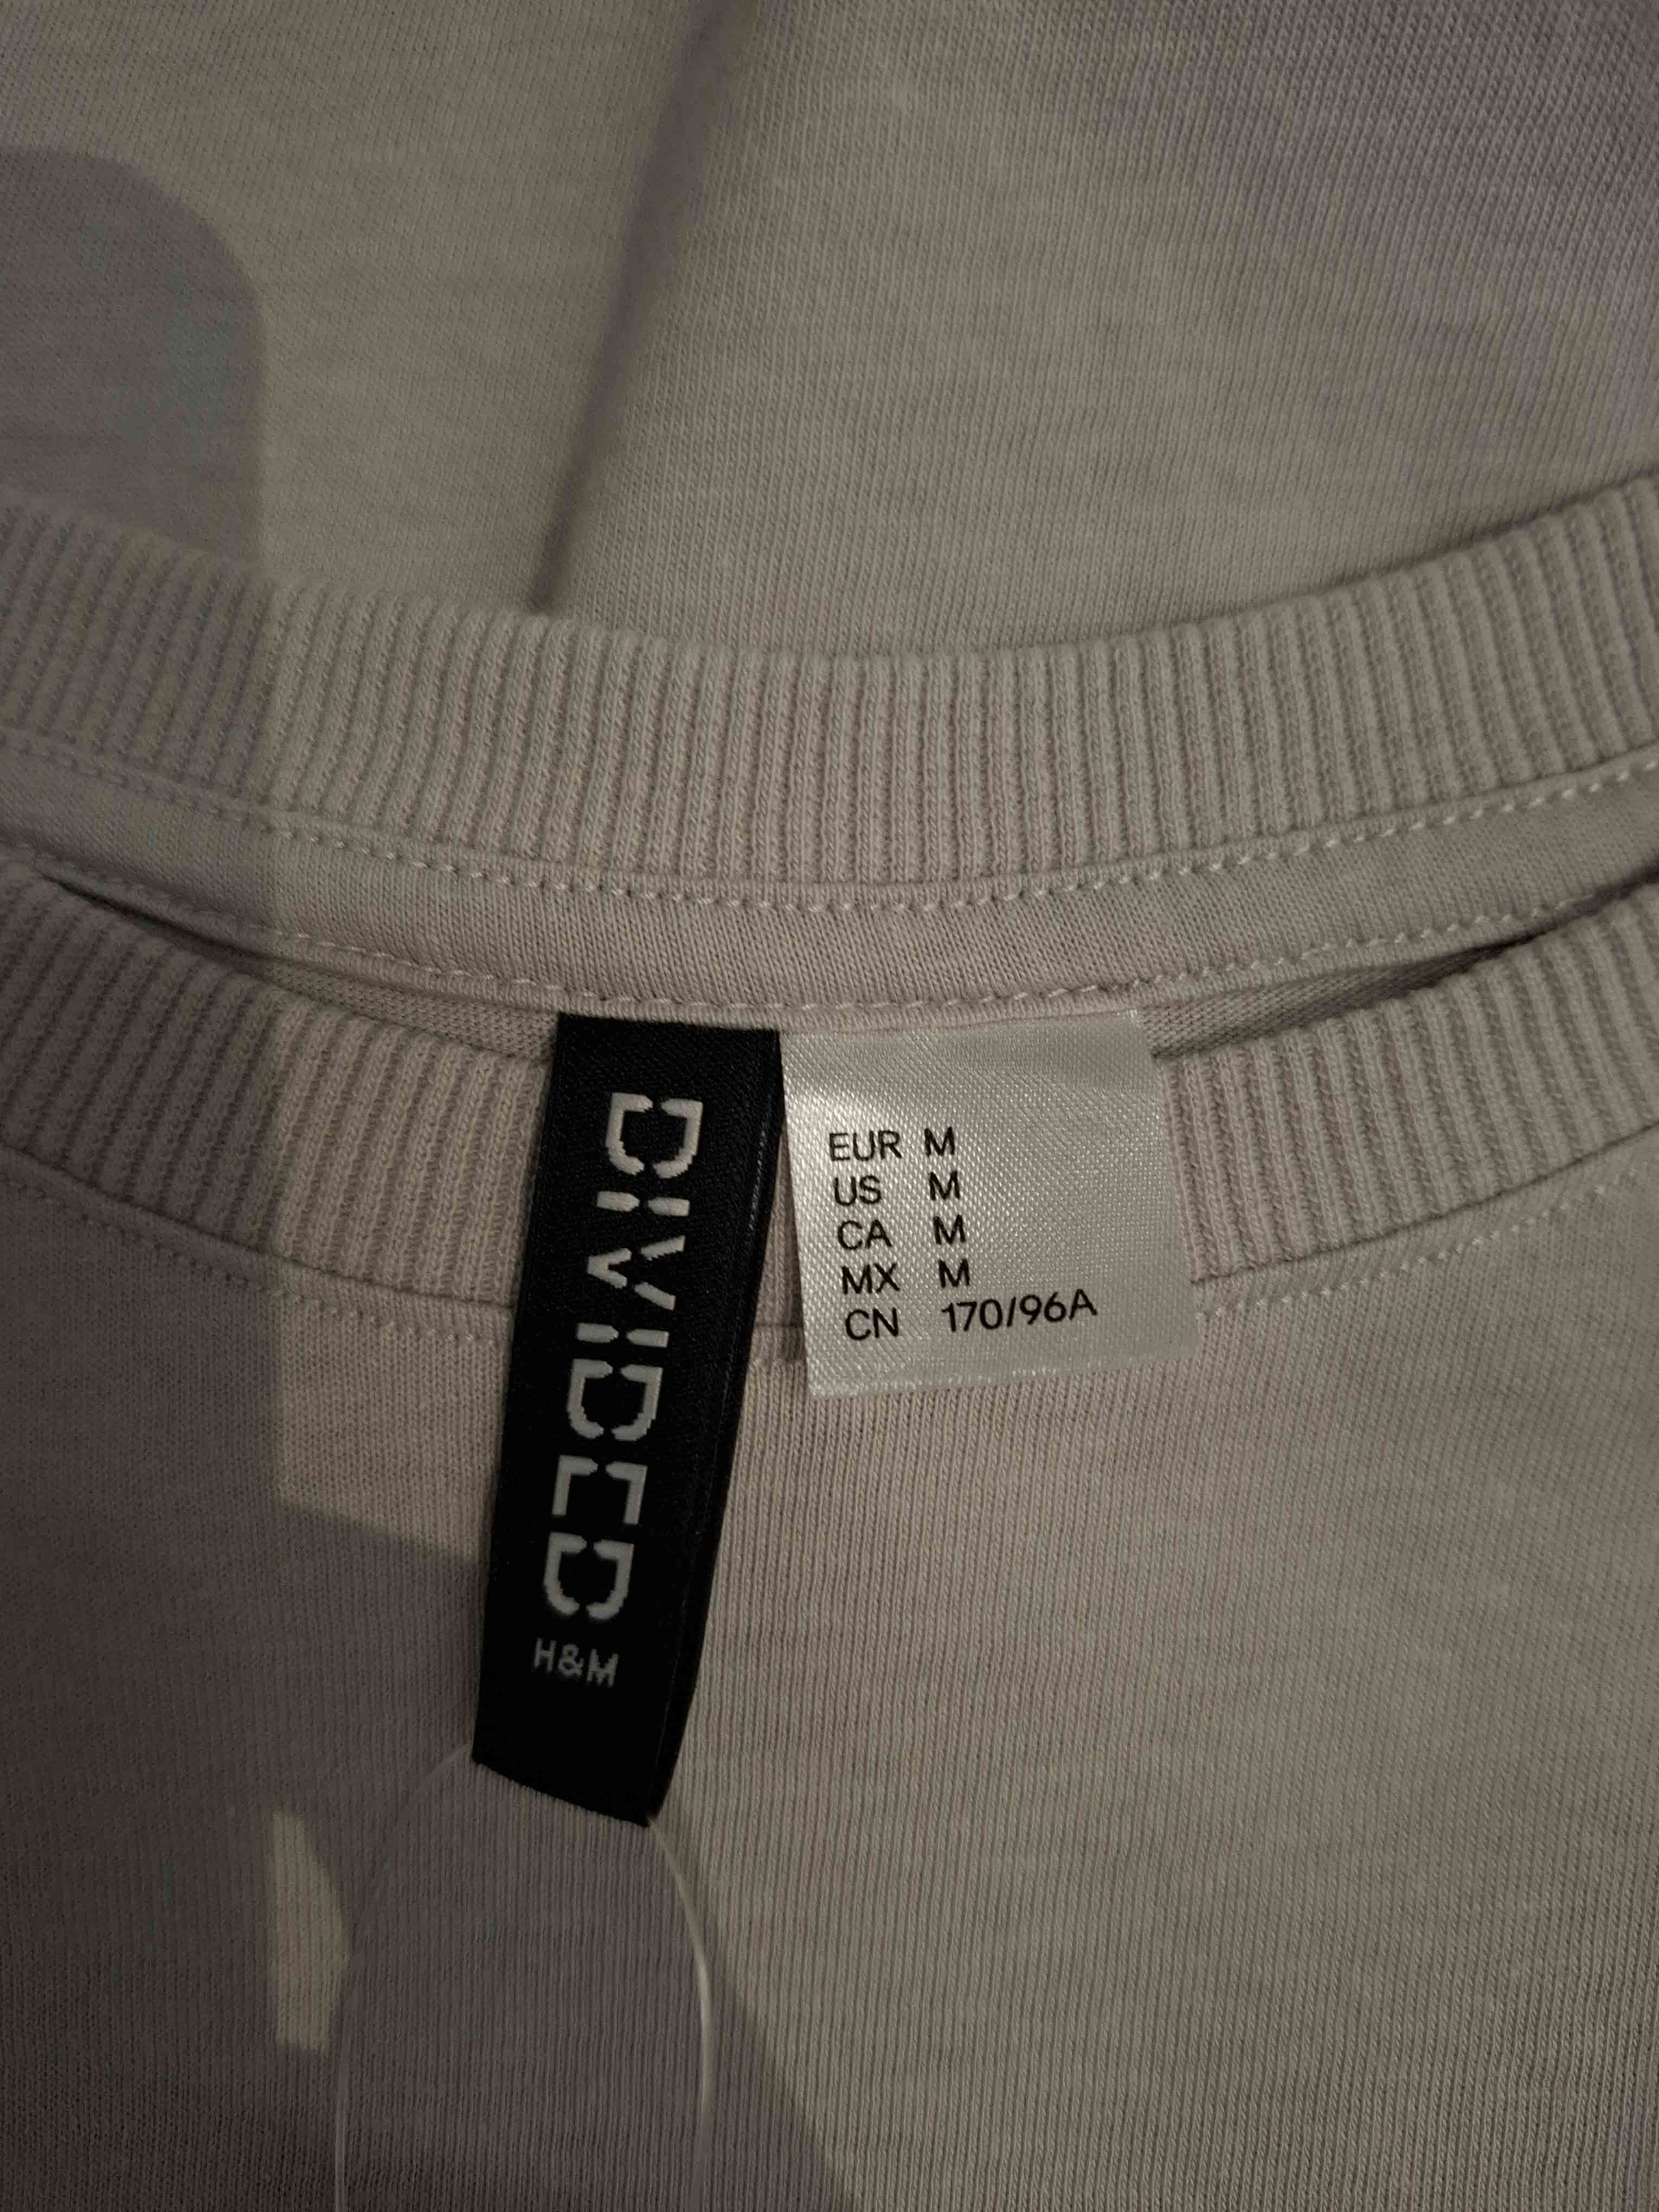 DIVIDED
H&M
EUR M
US M
CA M
MX M
CN 170/96A